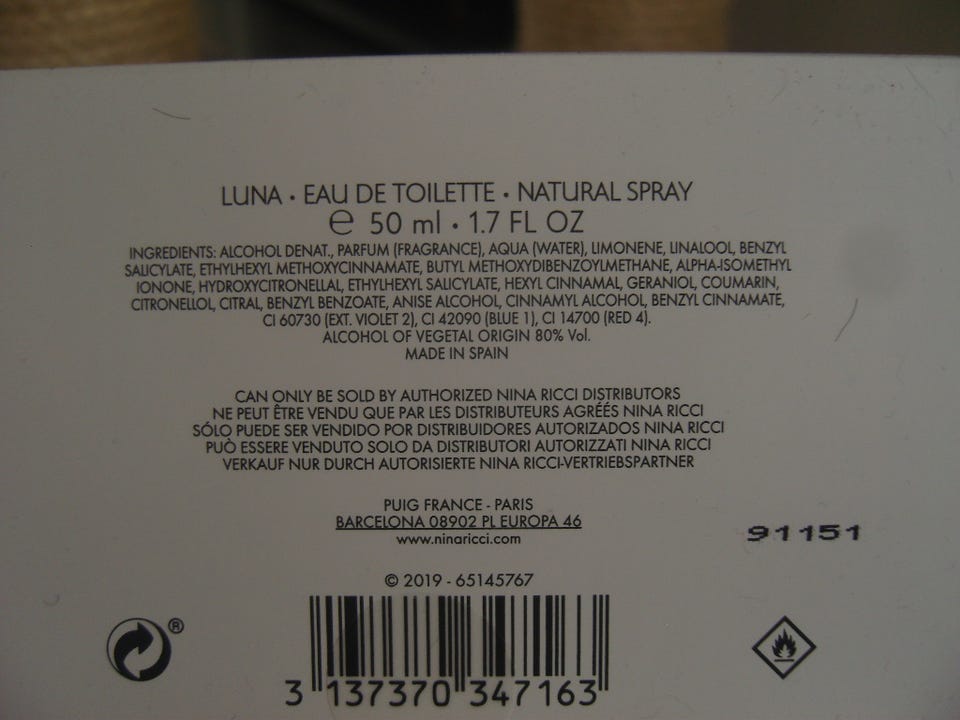 LUNA • EAU DE TOILETTE • NATURAL SPRAY
℮ 50 ml • 1.7 FL OZ
INGREDIENTS: ALCOHOL DENAT., PARFUM (FRAGRANCE), AQUA (WATER), LIMONENE, LINALOOL, BENZYL
SALICYLATE, ETHYLHEXYL METHOXYCINNAMATE, BUTYL METHOXYDIBENZOYLMETHANE, ALPHA-ISOMETHYL
IONONE, HYDROXYCITRONELLAL, ETHYLHEXYL SALICYLATE, HEXYL CINNAMAL, GERANIOL, COUMARIN,
CITRONELLOL, CITRAL, BENZYL BENZOATE, ANISE ALCOHOL, CINNAMYL ALCOHOL, BENZYL CINNAMATE,
CI 60730 (EXT. VIOLET 2), CI 42090 (BLUE 1), CI 14700 (RED 4).
ALCOHOL OF VEGETAL ORIGIN 80% Vol.
MADE IN SPAIN
CAN ONLY BE SOLD BY AUTHORIZED NINA RICCI DISTRIBUTORS
NE PEUT ÊTRE VENDU QUE PAR LES DISTRIBUTEURS AGRÉÉS NINA RICCI
SÓLO PUEDE SER VENDIDO POR DISTRIBUIDORES AUTORIZADOS NINA RICCI
PUÒ ESSERE VENDUTO SOLO DA DISTRIBUTORI AUTORIZZATI NINA RICCI
VERKAUF NUR DURCH AUTORISIERTE NINA RICCI-VERTRIEBSPARTNER
PUIG FRANCE - PARIS
BARCELONA 08902 PL EUROPA 46
www.ninaricci.com
91151
© 2019 - 65145767
®
3 137370 347163